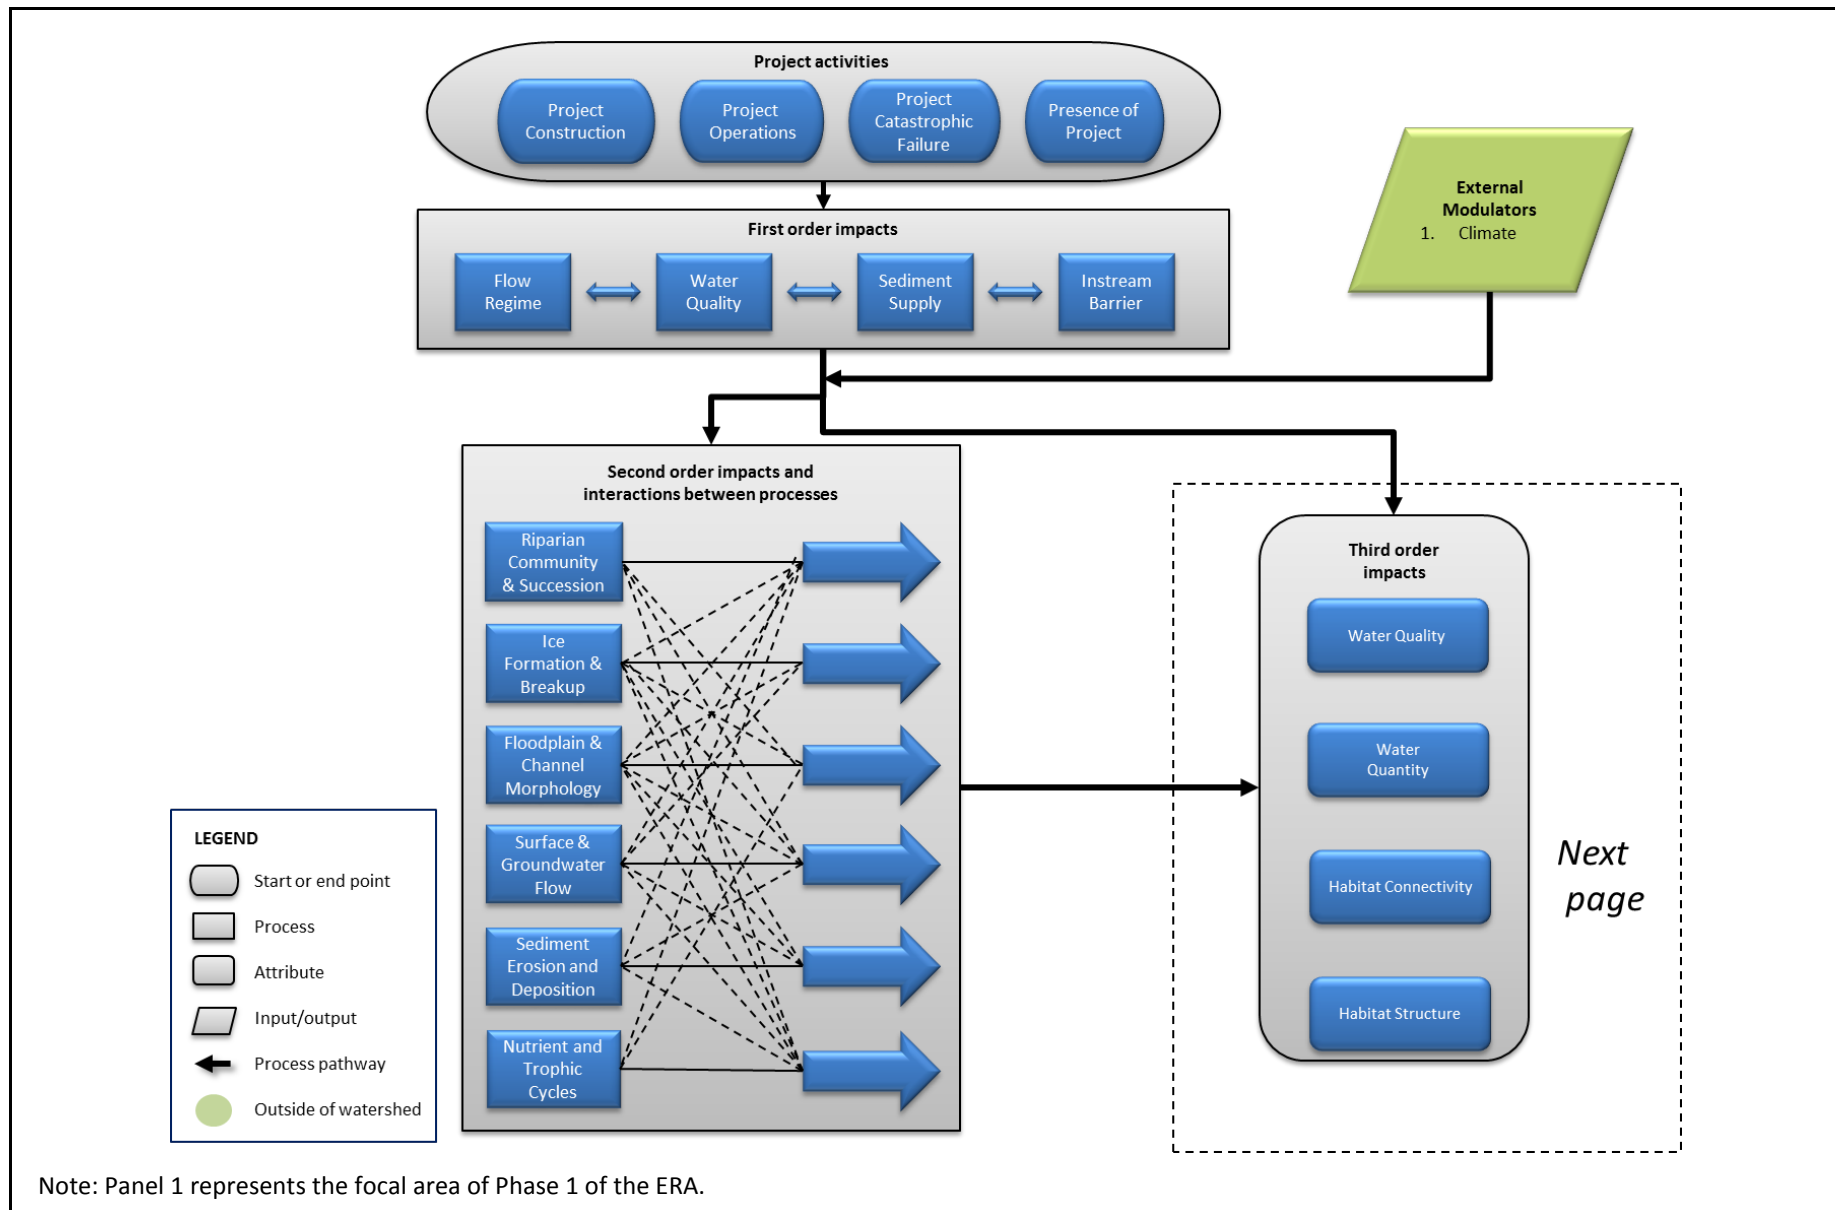 Project activities
Project
Construction
Project
Operations
Project
Catastrophic
Failure
Presence of
Project
First order impacts
Flow
Regime
Water
Quality
Sediment
Supply
Instream
Barrier
External
Modulators
1. Climate
Second order impacts and
interactions between processes
Riparian
Community
& Succession
Ice
Formation &
Breakup
Floodplain &
Channel
Morphology
Surface &
Groundwater
Flow
Sediment
Erosion and
Deposition
Nutrient and
Trophic
Cycles
Third order
impacts
Water Quality
Water
Quantity
Habitat Connectivity
Habitat Structure
Next
page
LEGEND
Start or end point
Process
Attribute
Input/output
Process pathway
Outside of watershed
Note: Panel 1 represents the focal area of Phase 1 of the ERA.